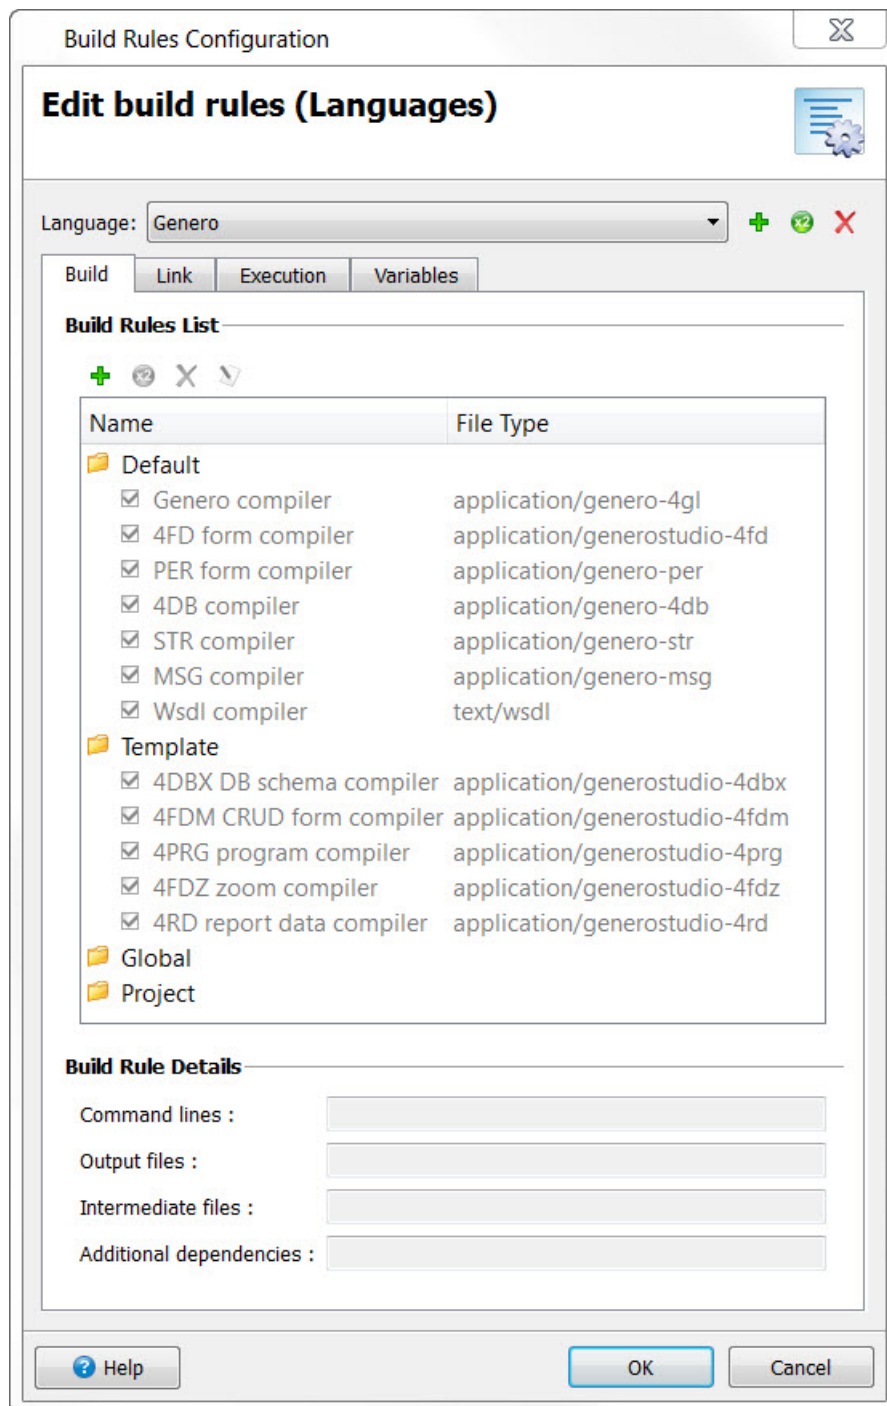 Build Rules Configuration
Edit build rules (Languages)
Language: Genero
Build Link Execution Variables
Build Rules List
Name File Type
Default
Genero compiler application/genero-4gl
4FD form compiler application/generostudio-4fd
PER form compiler application/genero-per
4DB compiler application/genero-4db
STR compiler application/genero-str
MSG compiler application/genero-msg
Wsdl compiler text/wsdl
Template
4DBX DB schema compiler application/generostudio-4dbx
4FDM CRUD form compiler application/generostudio-4fdm
4PRG program compiler application/generostudio-4prg
4FDZ zoom compiler application/generostudio-4fdz
4RD report data compiler application/generostudio-4rd
Global
Project
Build Rule Details
Command lines :
Output files :
Intermediate files :
Additional dependencies :
Help OK Cancel